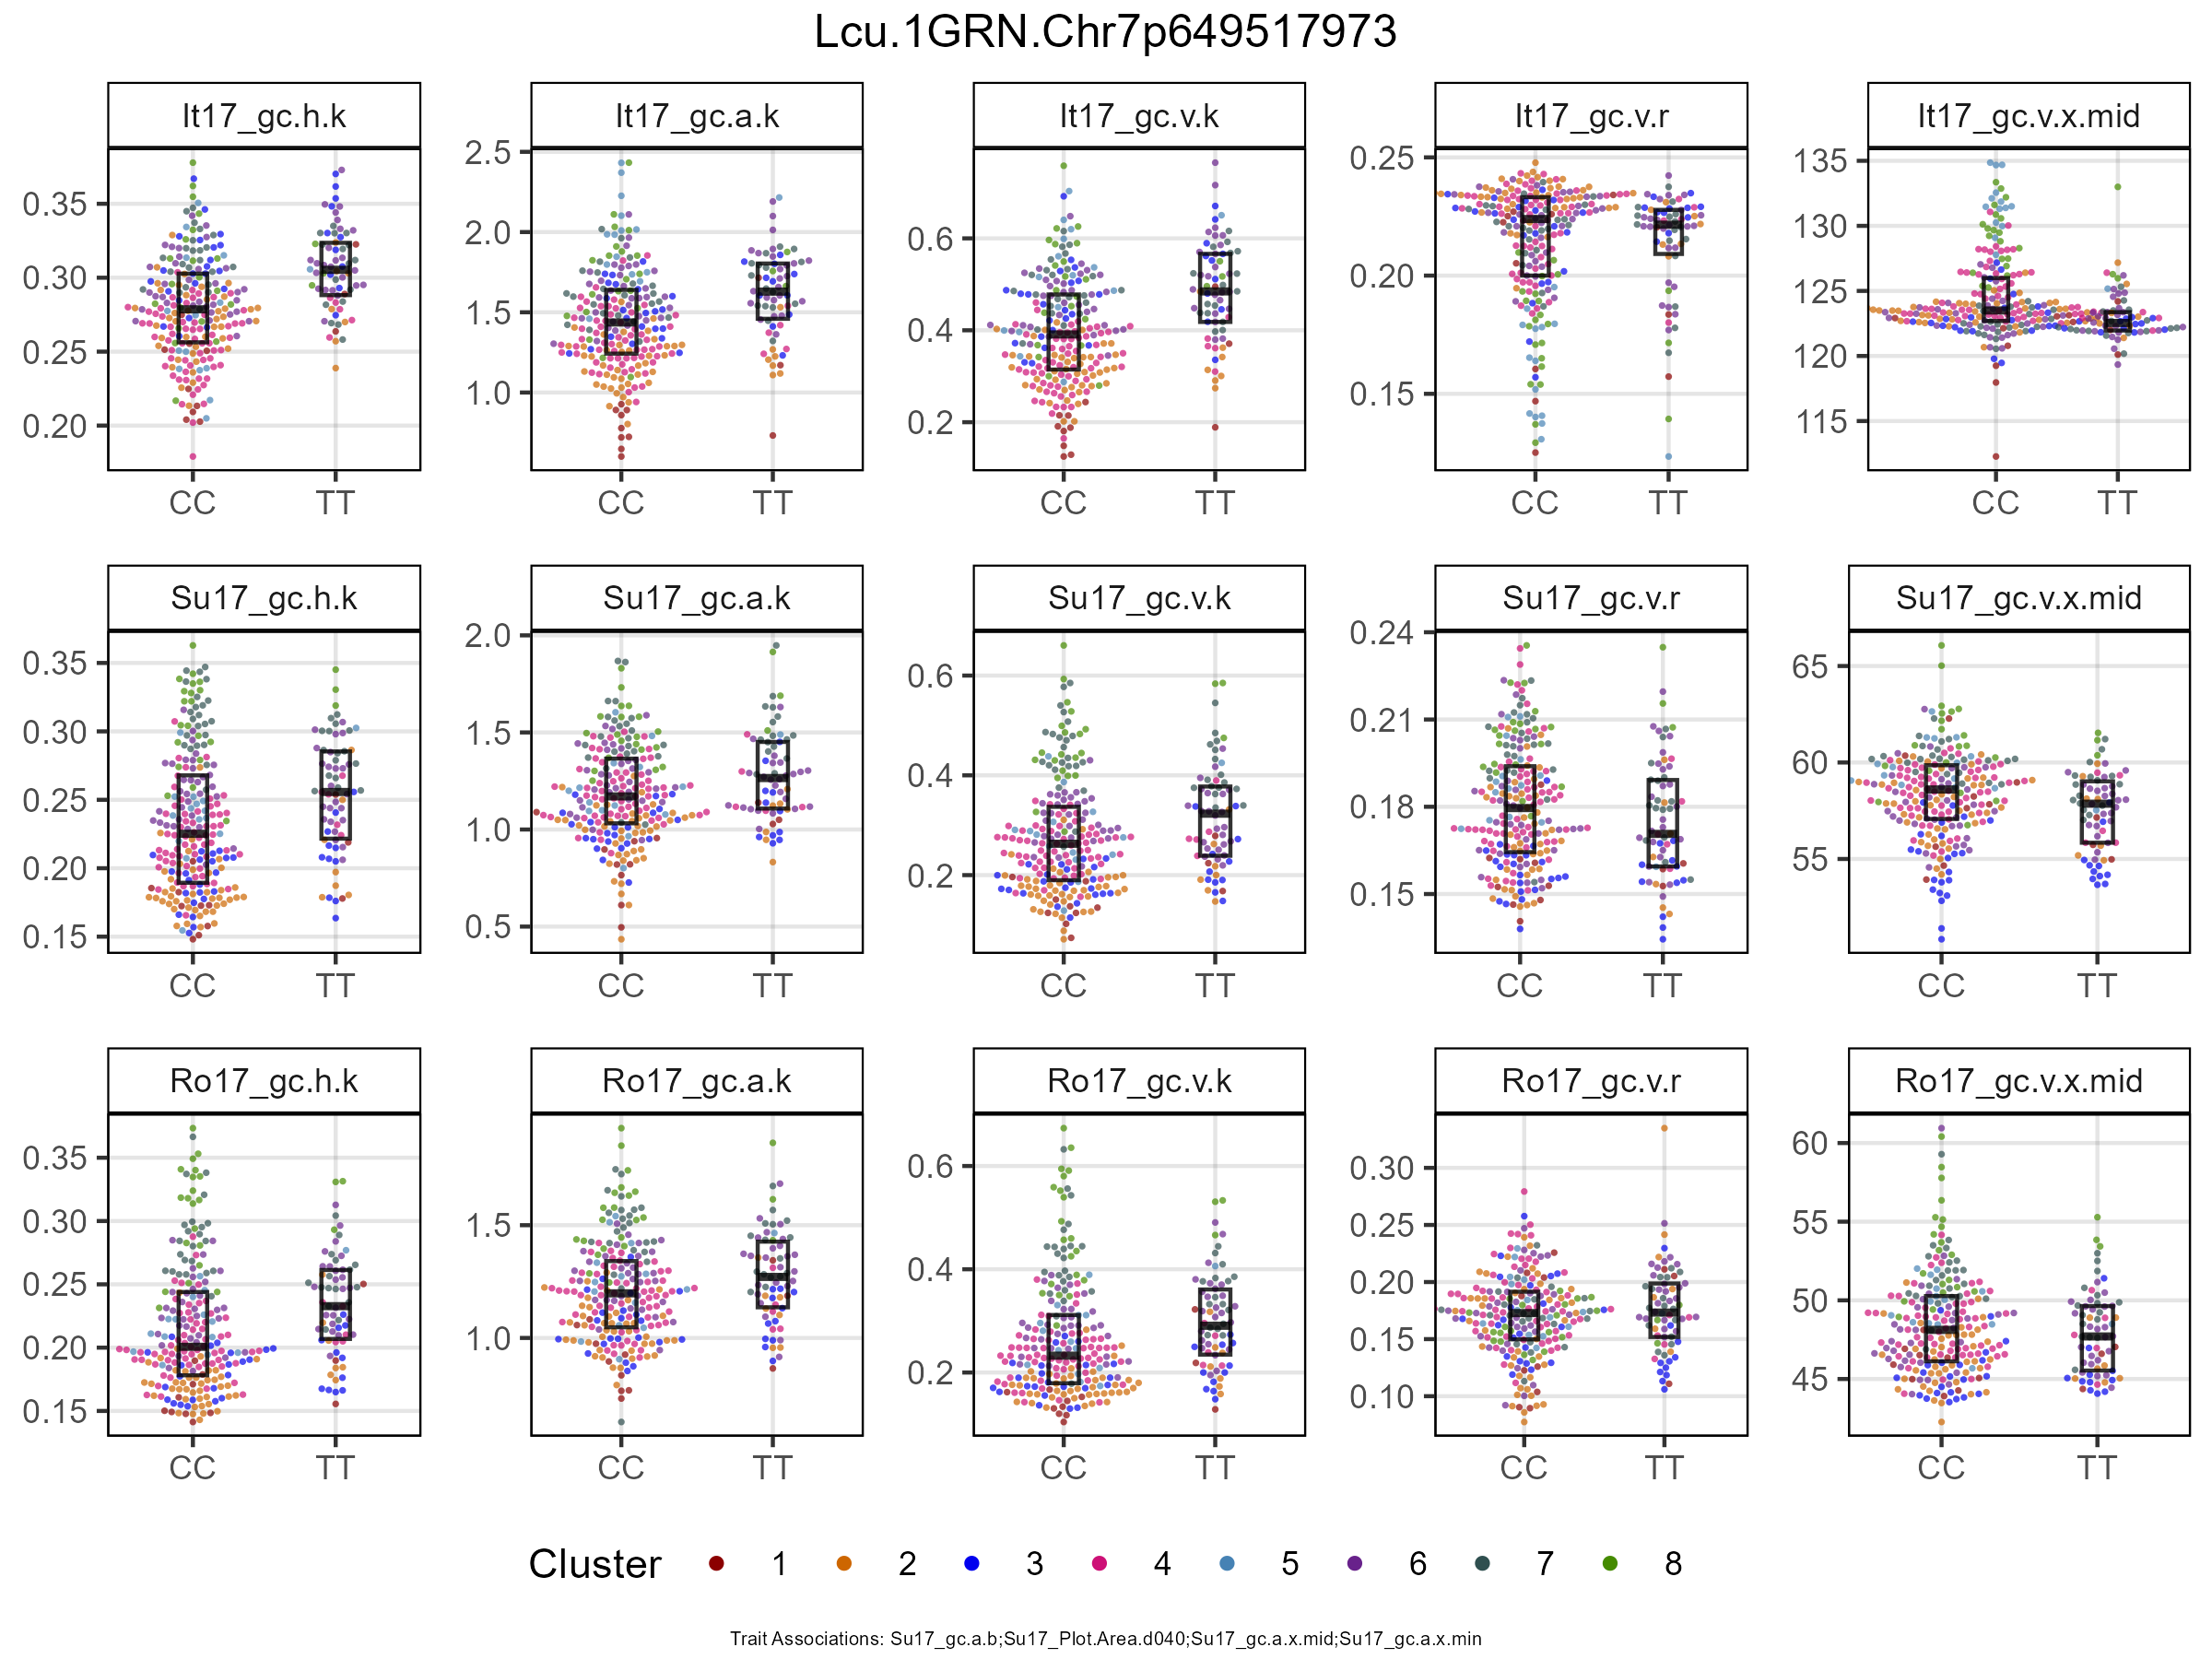 Lcu.1GRN.Chr7p649517973
It17_gc.h.k It17_gc.a.k It17_gc.v.k It17_gc.v.r It17_gc.v.x.mid
0.35 0.30 0.25 0.20
2.5 2.0 1.5 1.0
0.6 0.4 0.2
0.25 0.20 0.15
135 130 125 120 115
CC TT CC TT CC TT CC TT CC TT
Su17_gc.h.k Su17_gc.a.k Su17_gc.v.k Su17_gc.v.r Su17_gc.v.x.mid
0.35 0.30 0.25 0.20 0.15
2.0 1.5 1.0 0.5
0.6 0.4 0.2
0.24 0.21 0.18 0.15
65 60 55
CC TT CC TT CC TT CC TT CC TT
Ro17_gc.h.k Ro17_gc.a.k Ro17_gc.v.k Ro17_gc.v.r Ro17_gc.v.x.mid
0.35 0.30 0.25 0.20 0.15
1.5 1.0
0.6 0.4 0.2
0.30 0.25 0.20 0.15 0.10
60 55 50 45
CC TT CC TT CC TT CC TT CC TT
Cluster 1 2 3 4 5 6 7 8
Trait Associations: Su17_gc.a.b;Su17_Plot.Area.d040;Su17_gc.a.x.mid;Su17_gc.a.x.min